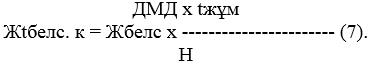 ДМД х tжұм
Жtбелс. к = Жбелс х ----------------------- (7).
Н